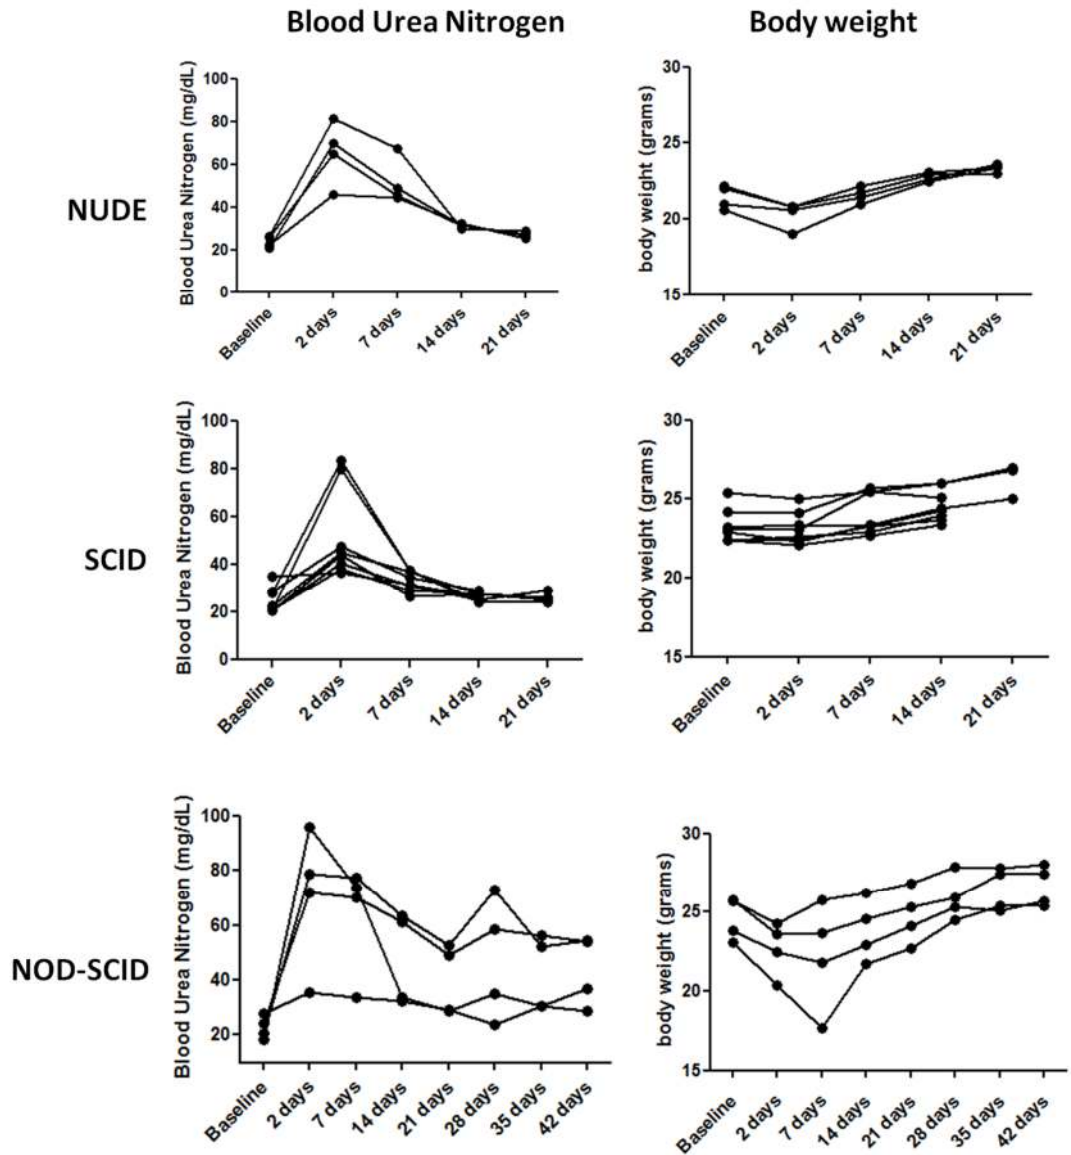 Blood Urea Nitrogen
Body weight
NUDE
Blood Urea Nitrogen (mg/dL)
100
80
60
40
20
0
Baseline
2 days
7 days
14 days
21 days
body weight (grams)
30
25
20
15
Baseline
2 days
7 days
14 days
21 days
SCID
Blood Urea Nitrogen (mg/dL)
100
80
60
40
20
0
Baseline
2 days
7 days
14 days
21 days
body weight (grams)
30
25
20
15
Baseline
2 days
7 days
14 days
21 days
NOD-SCID
Blood Urea Nitrogen (mg/dL)
100
80
60
40
20
Baseline
2 days
7 days
14 days
21 days
28 days
35 days
42 days
body weight (grams)
30
25
20
15
Baseline
2 days
7 days
14 days
21 days
28 days
35 days
42 days